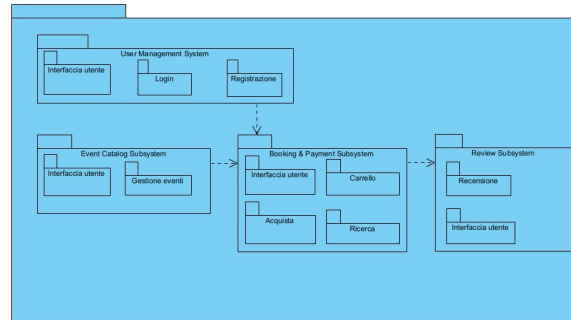 User Management System
Interfaccia utente
Login
Registrazione
Event Catalog Subsystem
Interfaccia utente
Gestione eventi
Booking & Payment Subsystem
Interfaccia utente
Carrello
Acquista
Ricerca
Review Subsystem
Recensione
Interfaccia utente